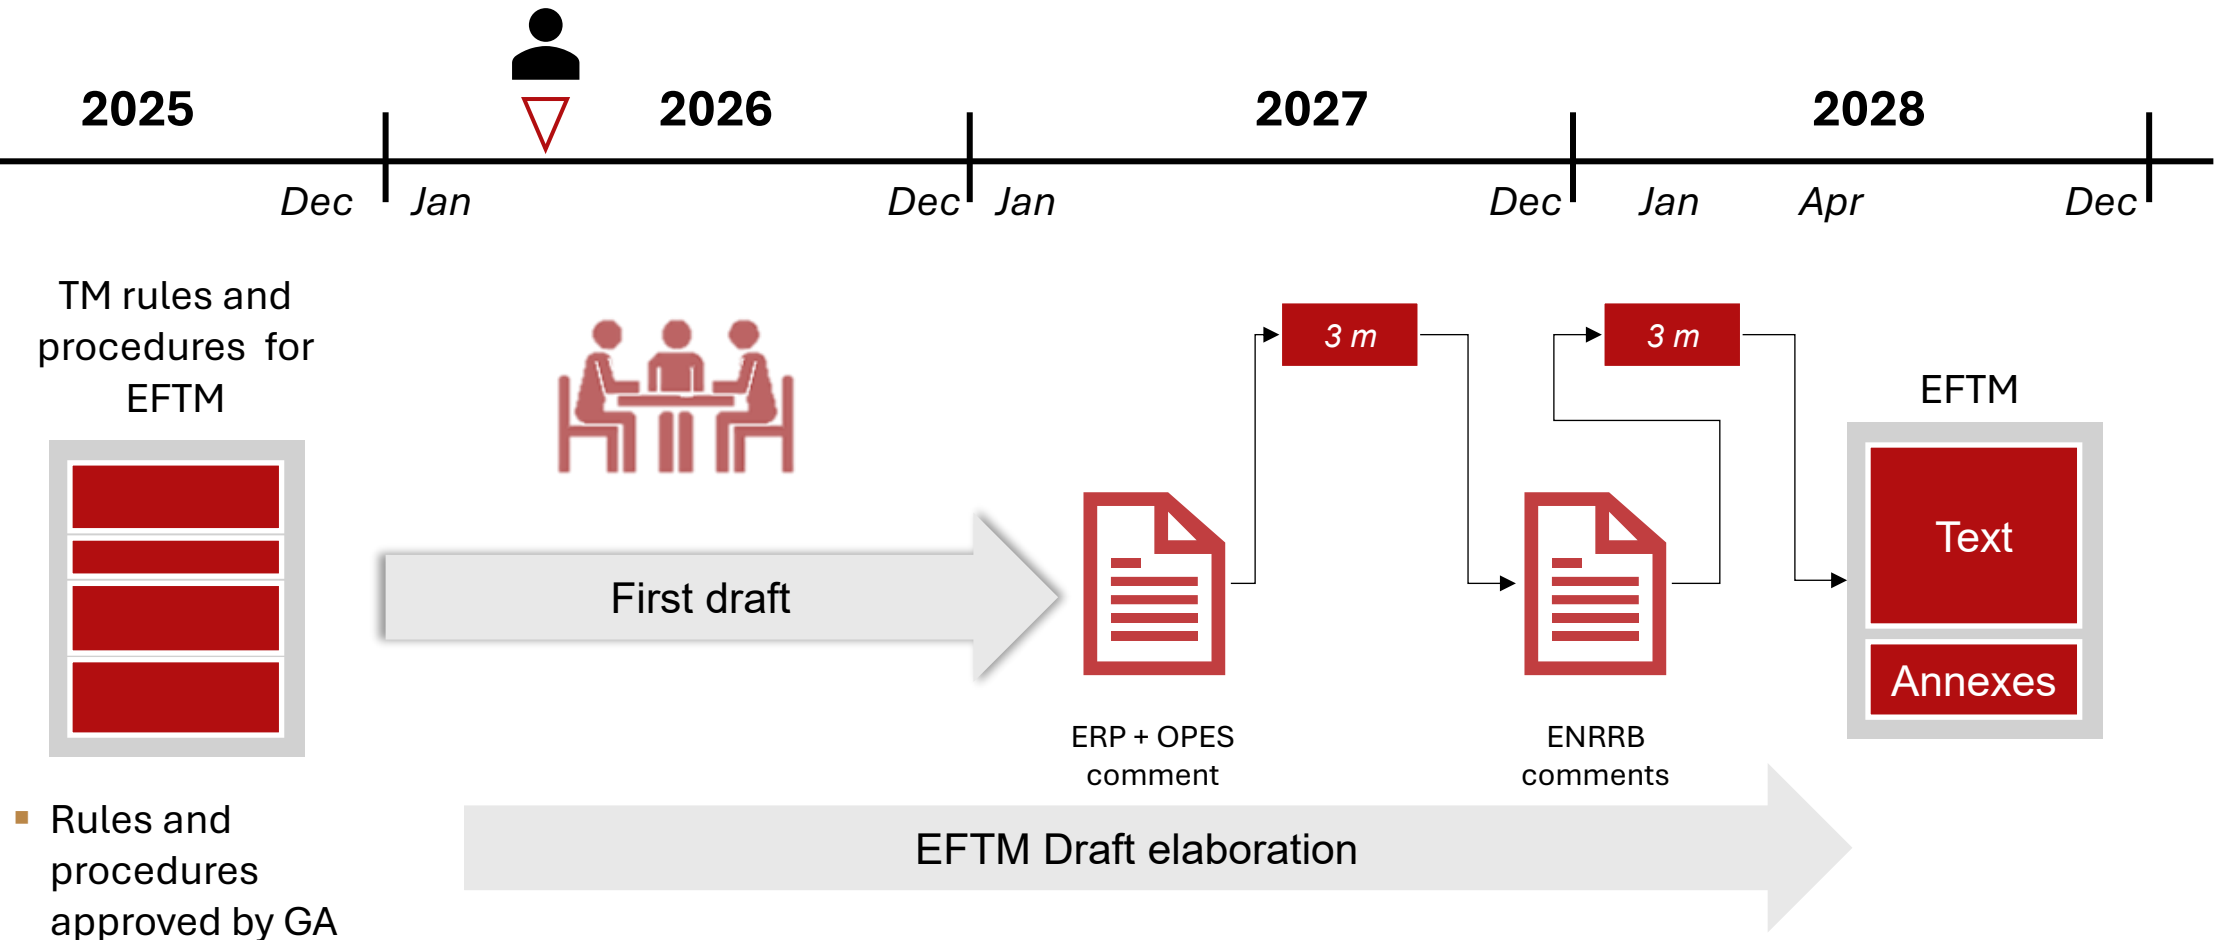 2025
2026
2027
2028
Dec
Jan
Dec
Jan
Dec
Jan
Apr
Dec
TM rules and
procedures for
EFTM
3 m
3 m
EFTM
Text
Annexes
First draft
ERP + OPES
comment
ENRRB
comments
EFTM Draft elaboration
▪ Rules and
procedures
approved by GA